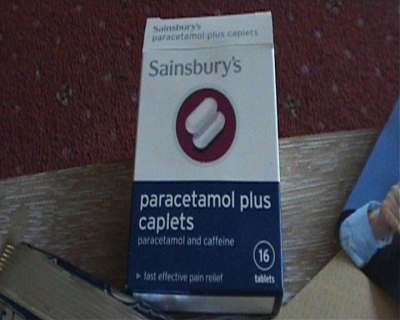 Sainsbury's
paracetamol plus caplets
Sainsbury's
paracetamol plus
caplets
paracetamol and caffeine
16
tablets
▸ fast effective pain relief